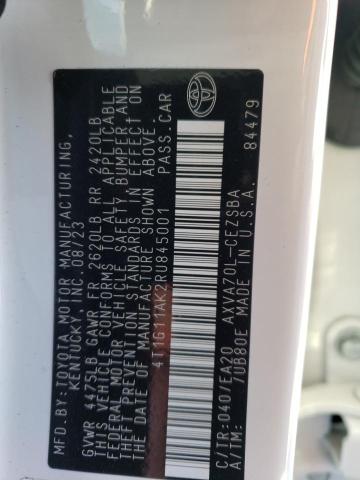 MFD.BY:TOYOTA MOTOR MANUFACTURING,
KENTUCKY, INC. 08/23
GVWR 4475LB GAWR FR 2620LB RR 2420LB
THIS VEHICLE CONFORMS TO ALL APPLICABLE
FEDERAL MOTOR VEHICLE SAFETY BUMPER, AND
THEFT PREVENTION STANDARDS IN EFFECT ON
THE DATE OF MANUFACTURE SHOWN ABOVE.
4T1G11AK2RU845001 PASS.CAR
C/TR:040/EA20 AXVA70L-CEZSBA
A/TM: /UB80E MADE IN U.S.A. 84479
TOYOTA